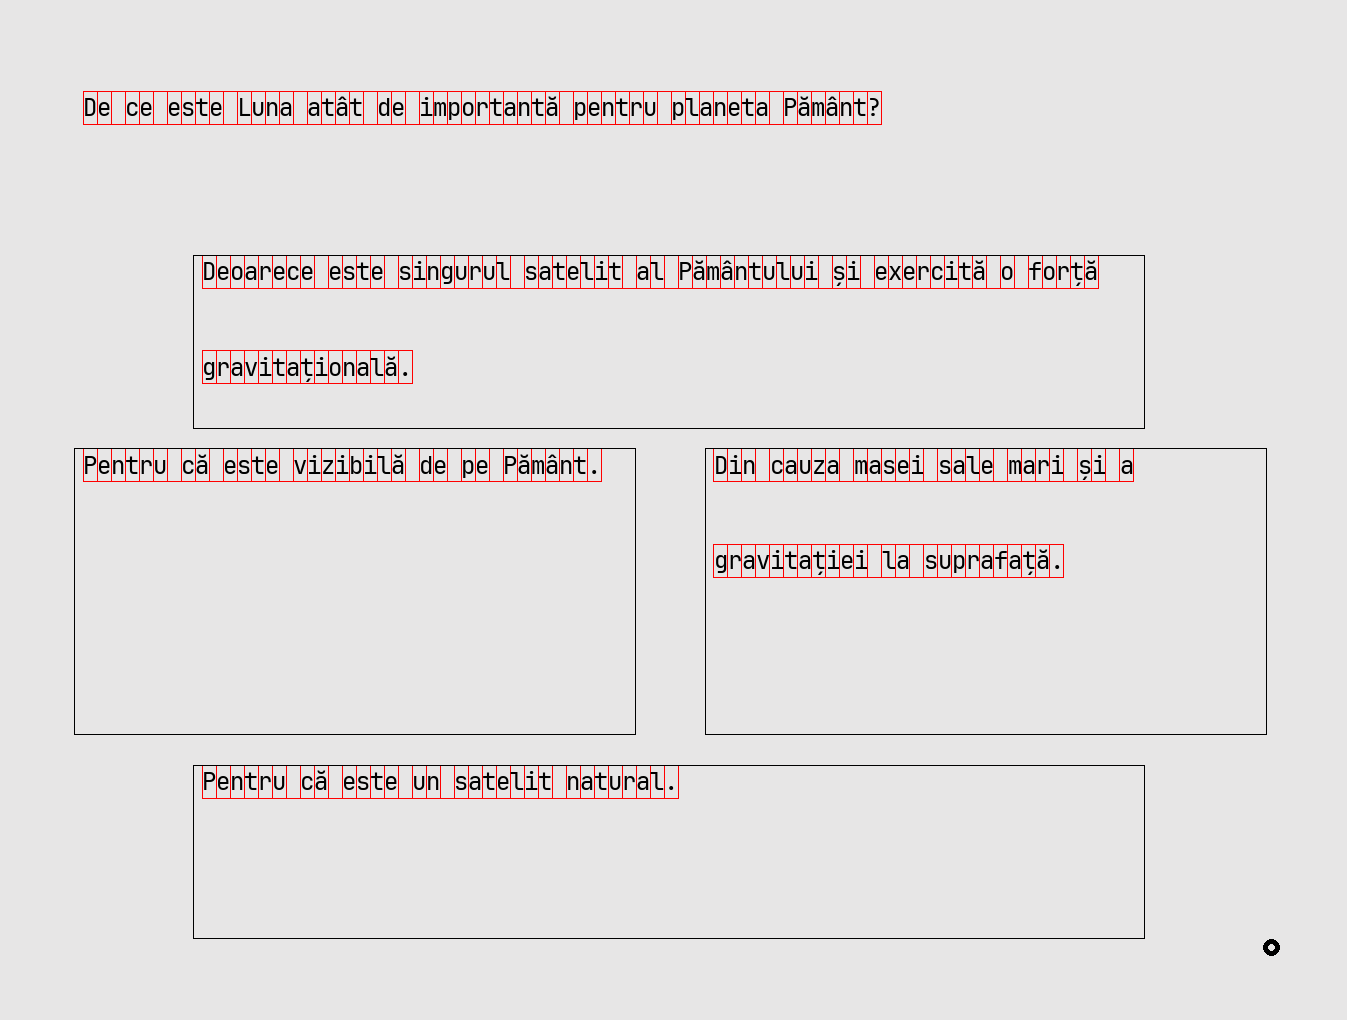 De ce este Luna atât de importantă pentru planeta Pământ?
Deoarece este singurul satelit al Pământului și exercită o forță
gravitațională.
Pentru că este vizibilă de pe Pământ.
Din cauza masei sale mari și a
gravitației la suprafață.
Pentru că este un satelit natural.